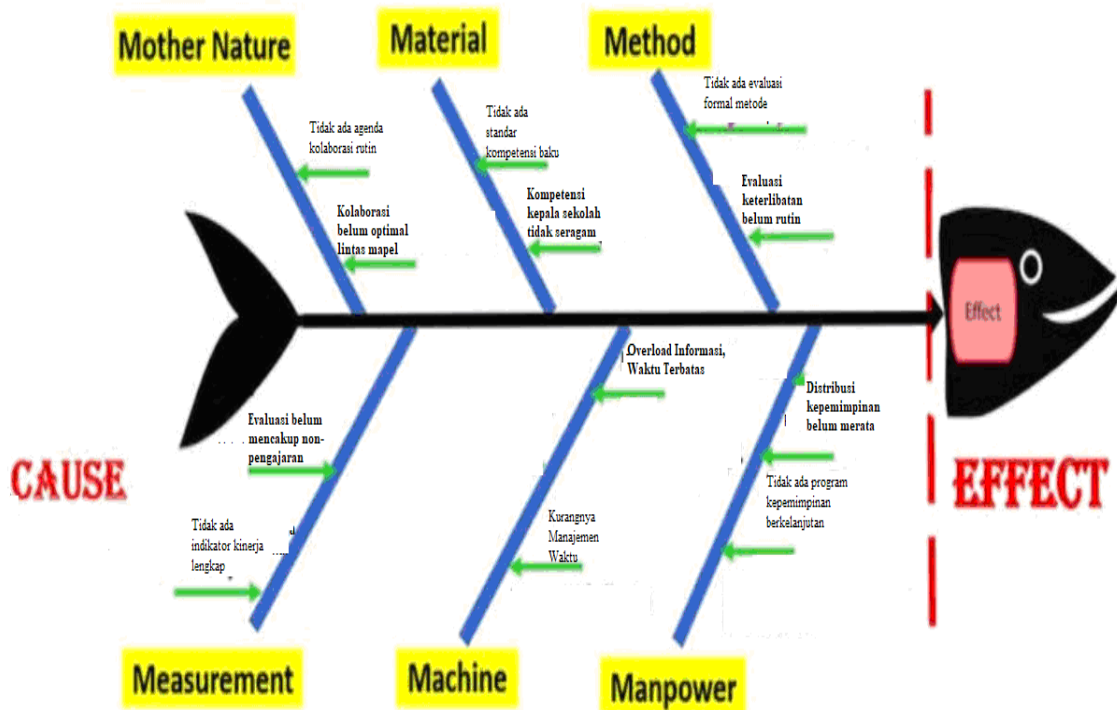 Mother Nature
Material
Method
Tidak ada agenda
kolaborasi rutin
Kolaborasi
belum optimal
lintas mapel
Tidak ada
standar
kompetensi baku
Kompetensi
kepala sekolah
tidak seragam
Tidak ada evaluasi
formal metode
Evaluasi
keterlibatan
belum rutin
Effect
CAUSE
EFFECT
Evaluasi belum
mencakup non-
pengajaran
Tidak ada
indikator kinerja
lengkap
Overload Informasi,
Waktu Terbatas
Kurangnya
Manajemen
Waktu
Distribusi
kepemimpinan
belum merata
Tidak ada program
kepemimpinan
berkelanjutan
Measurement
Machine
Manpower